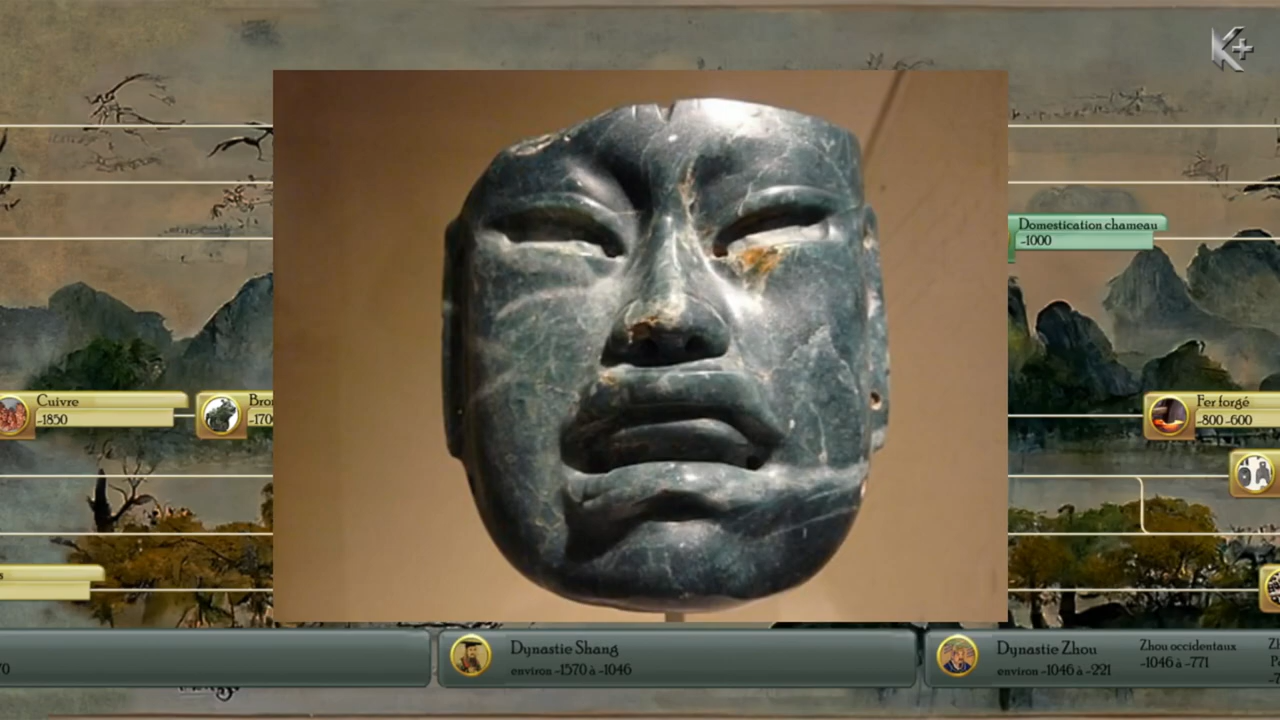 K+
Domestication chameau
-1000
Cuivre
-1850
Fer forgé
-800 -600
Dynastie Shang
environ -1570 à -1046
Dynastie Zhou
environ -1046 à -221
Zhou occidentaux
-1046 à -771